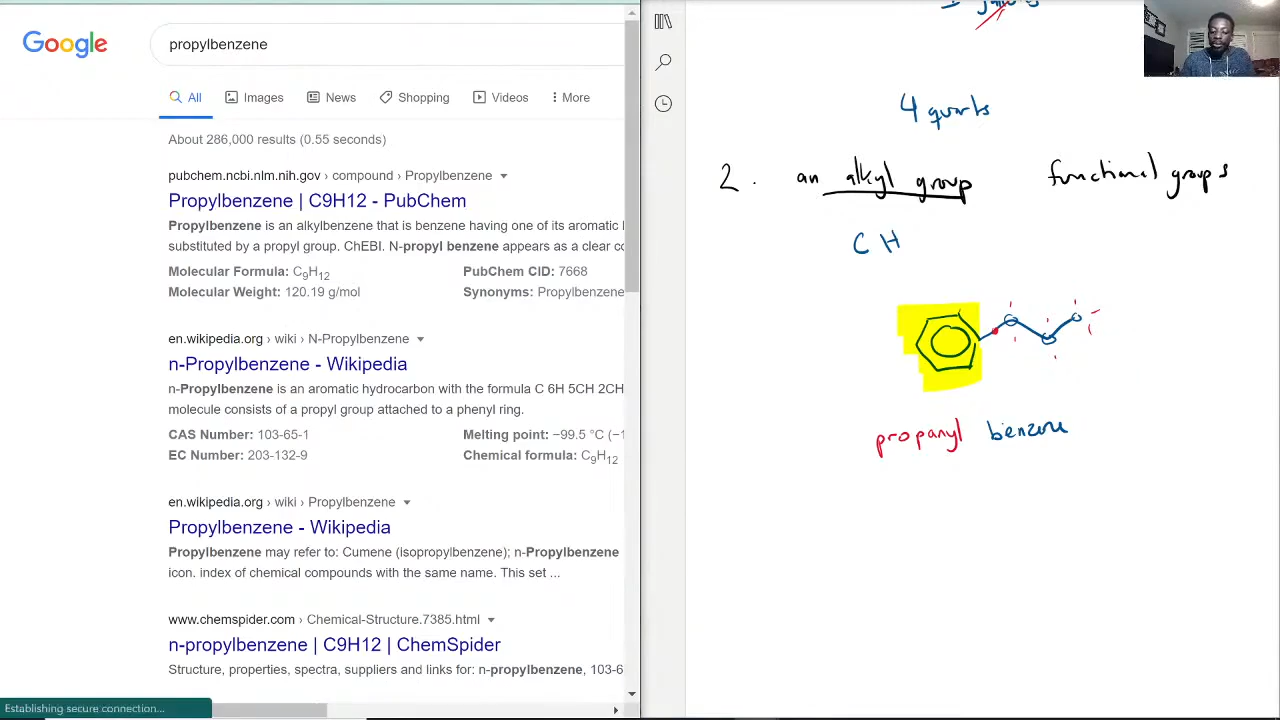 Google
propylbenzene
All Images News Shopping Videos More
About 286,000 results (0.55 seconds)
pubchem.ncbi.nlm.nih.gov › compound › Propylbenzene
Propylbenzene | C9H12 - PubChem
Propylbenzene is an alkylbenzene that is benzene having one of its aromatic
substituted by a propyl group. ChEBI. N-propyl benzene appears as a clear
Molecular Formula: C9H12 PubChem CID: 7668
Molecular Weight: 120.19 g/mol Synonyms: Propylbenzene
en.wikipedia.org › wiki › N-Propylbenzene
n-Propylbenzene - Wikipedia
n-Propylbenzene is an aromatic hydrocarbon with the formula C 6H 5CH 2CH
molecule consists of a propyl group attached to a phenyl ring.
CAS Number: 103-65-1 Melting point: −99.5 °C (−1
EC Number: 203-132-9 Chemical formula: C9H12
en.wikipedia.org › wiki › Propylbenzene
Propylbenzene - Wikipedia
Propylbenzene may refer to: Cumene (isopropylbenzene); n-Propylbenzene
icon. index of chemical compounds with the same name. This set ...
www.chemspider.com › Chemical-Structure.7385.html
n-propylbenzene | C9H12 | ChemSpider
Structure, properties, spectra, suppliers and links for: n-propylbenzene, 103-6
Establishing secure connection...
4 quarts
2. an alkyl group functional groups
C H
propanyl benzene